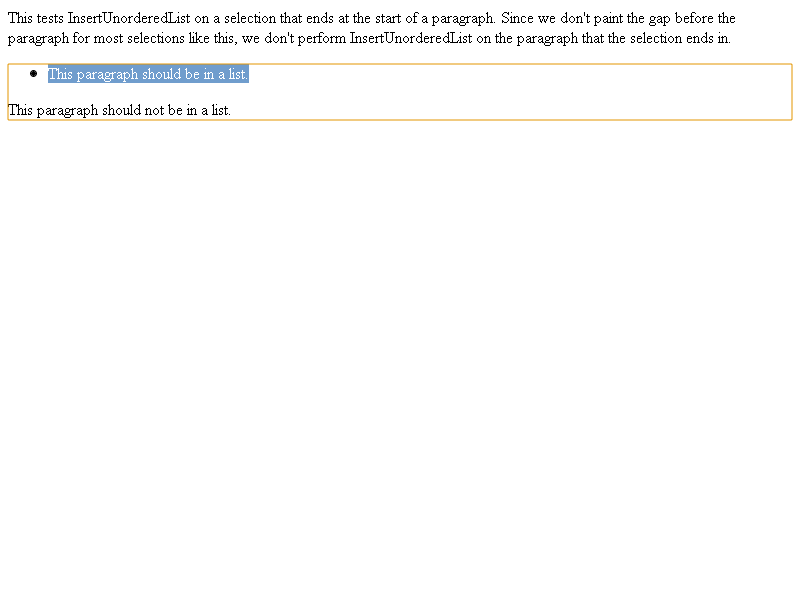 This tests InsertUnorderedList on a selection that ends at the start of a paragraph. Since we don't paint the gap before the
paragraph for most selections like this, we don't perform InsertUnorderedList on the paragraph that the selection ends in.
• This paragraph should be in a list.
This paragraph should not be in a list.